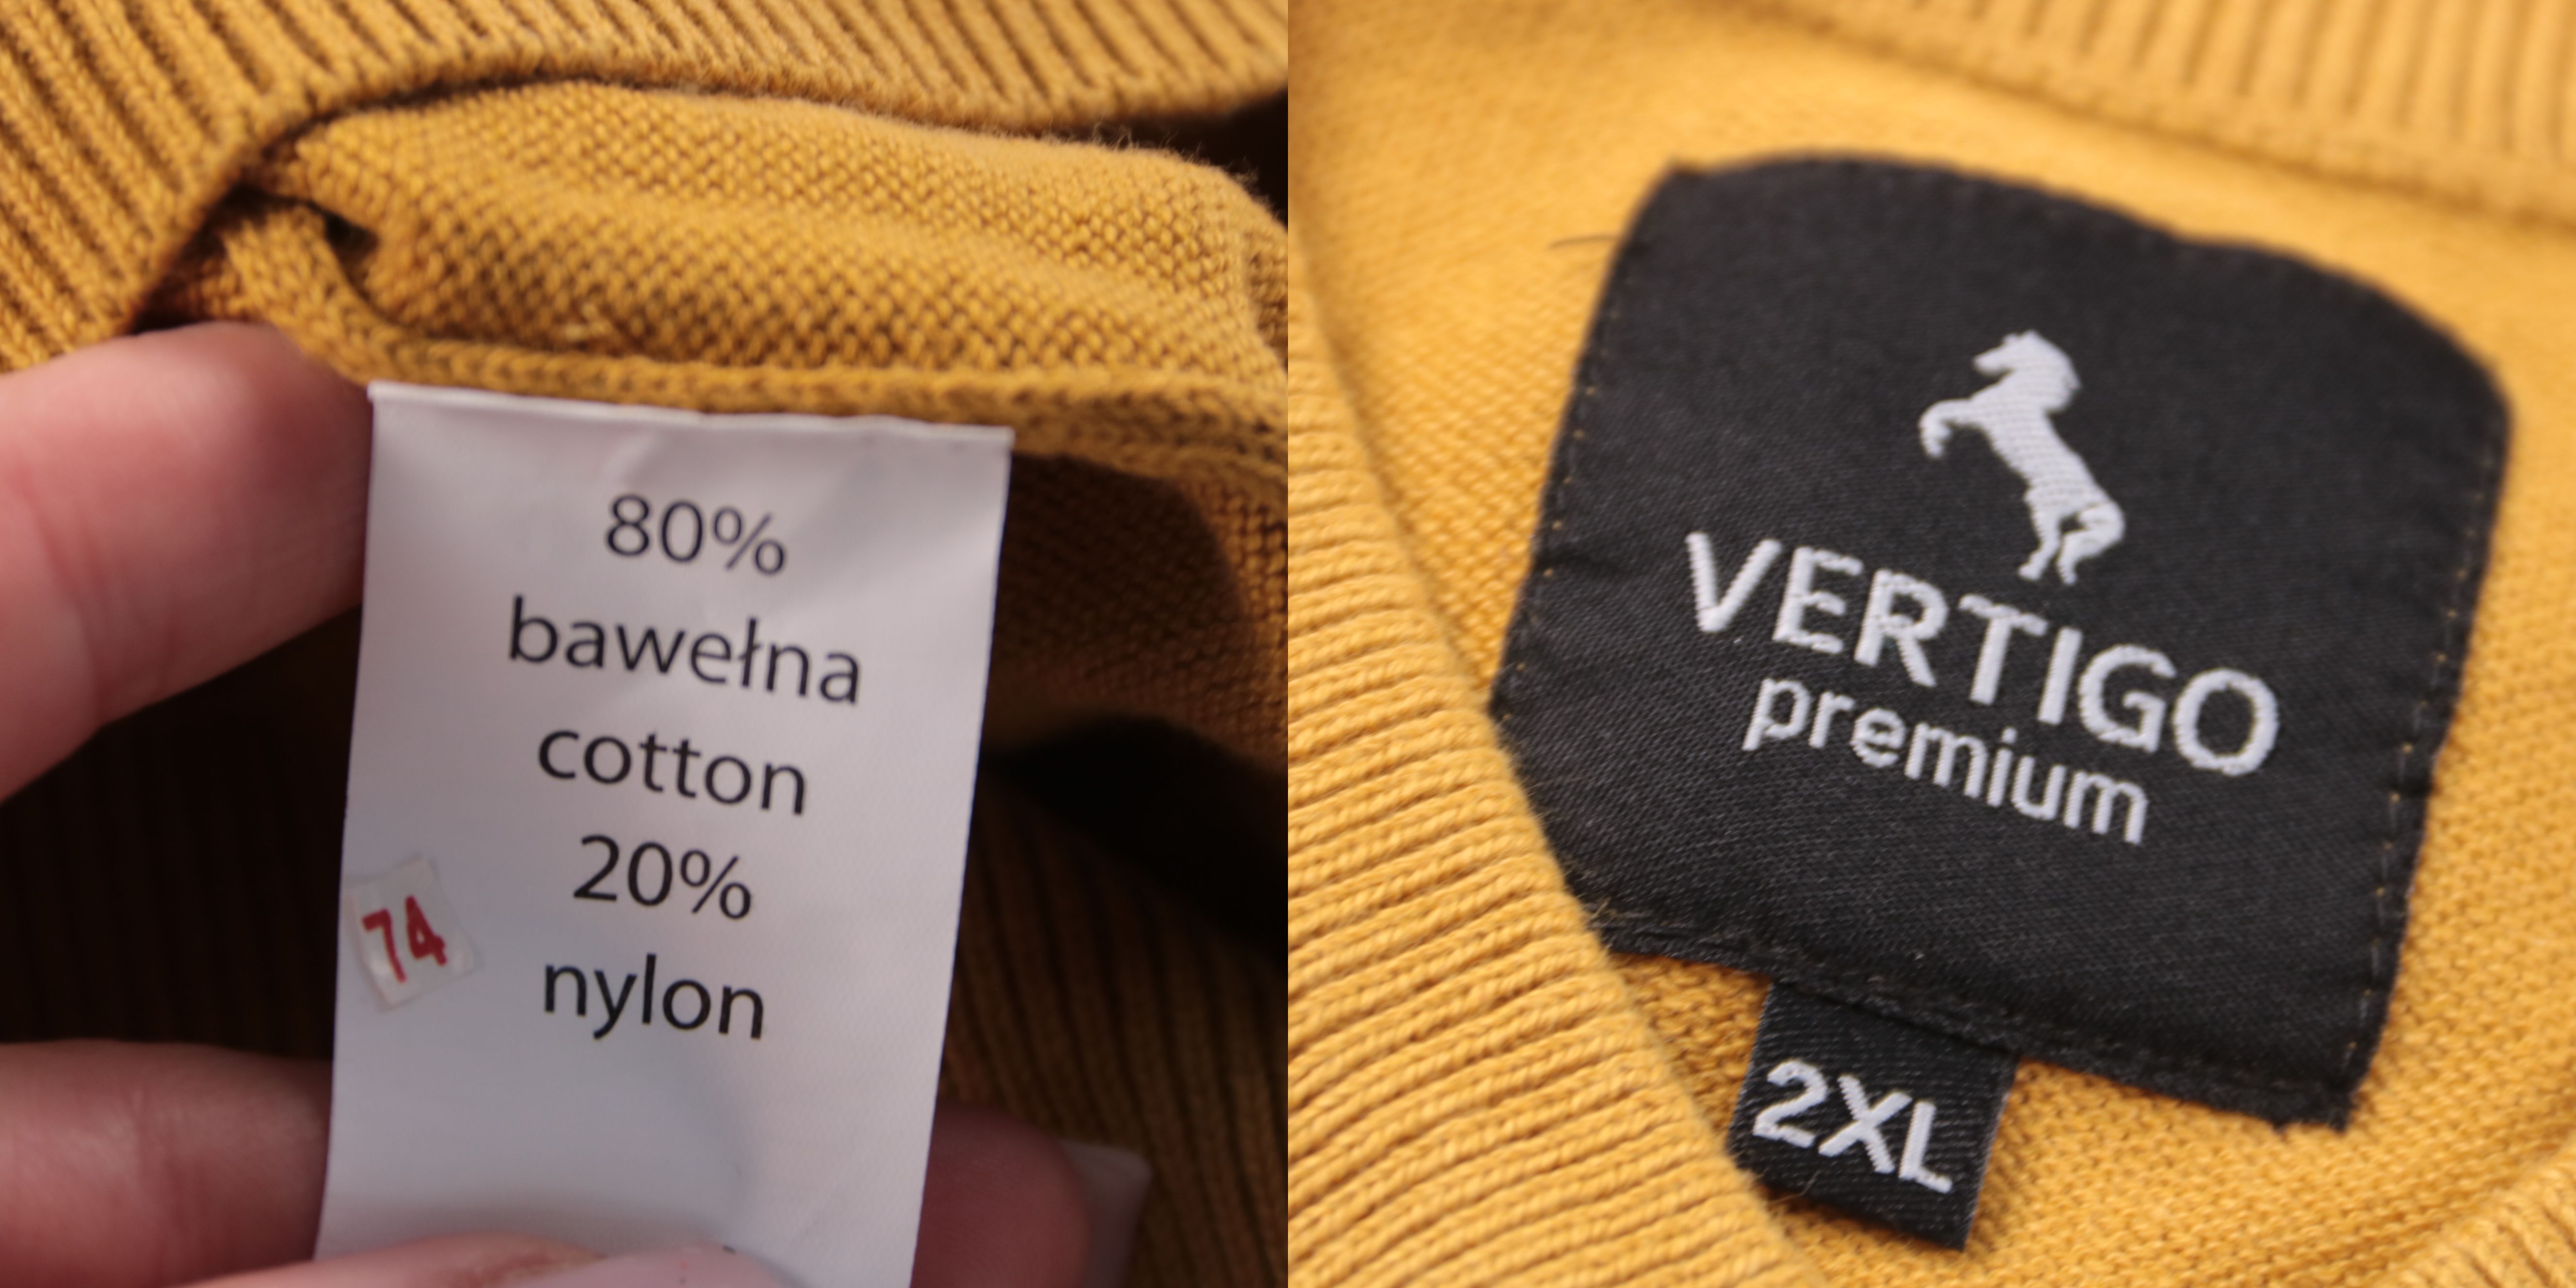 80%
bawełna
cotton
20%
nylon
74
VERTIGO
premium
2XL